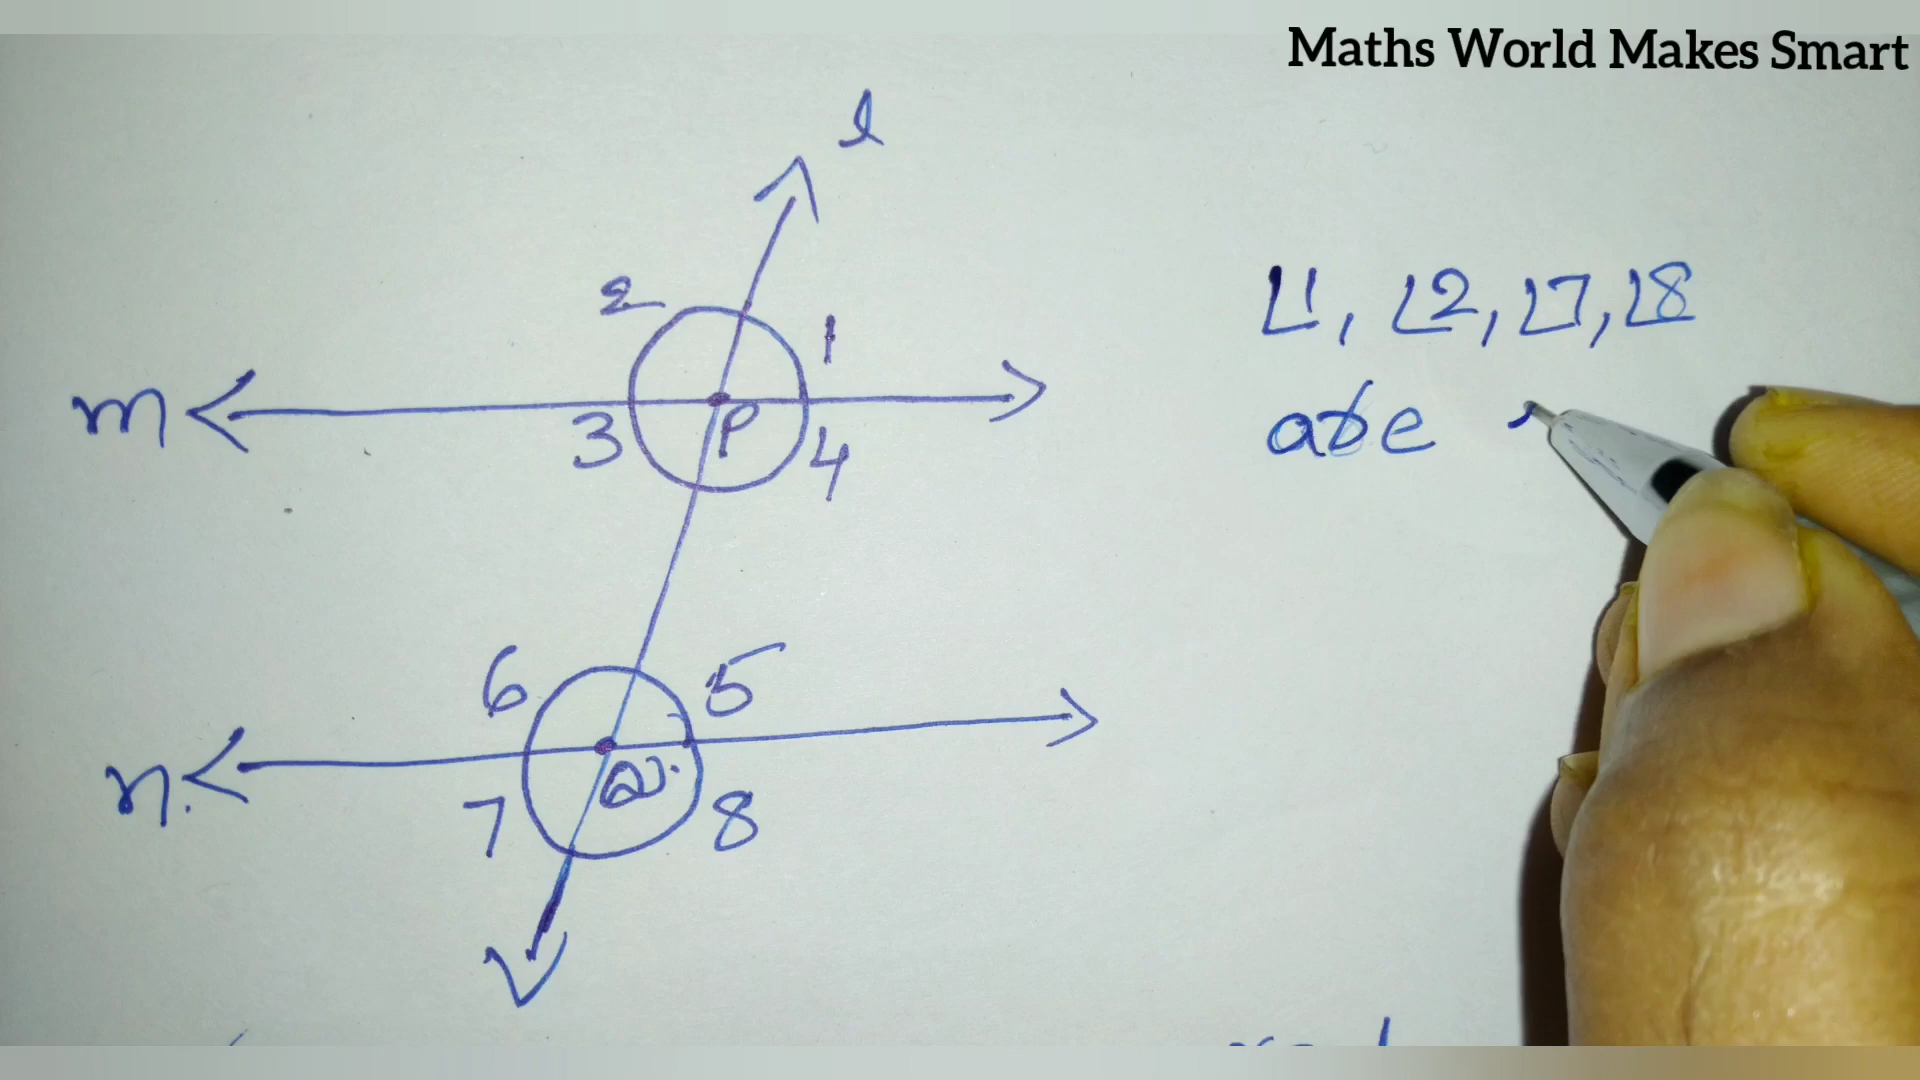 Maths World Makes Smart
l
2
1
m
3
P
4
∠1, ∠2, ∠7, ∠8
are
6
5
n.
Q
7
8